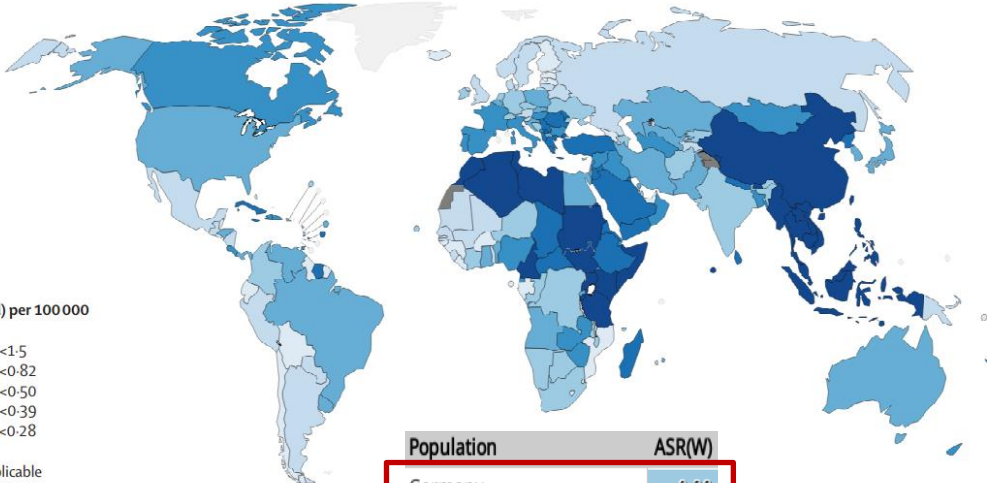 ) per 100 000
<1·5
<0·82
<0·50
<0·39
<0·28
plicable
Population ASR(W)